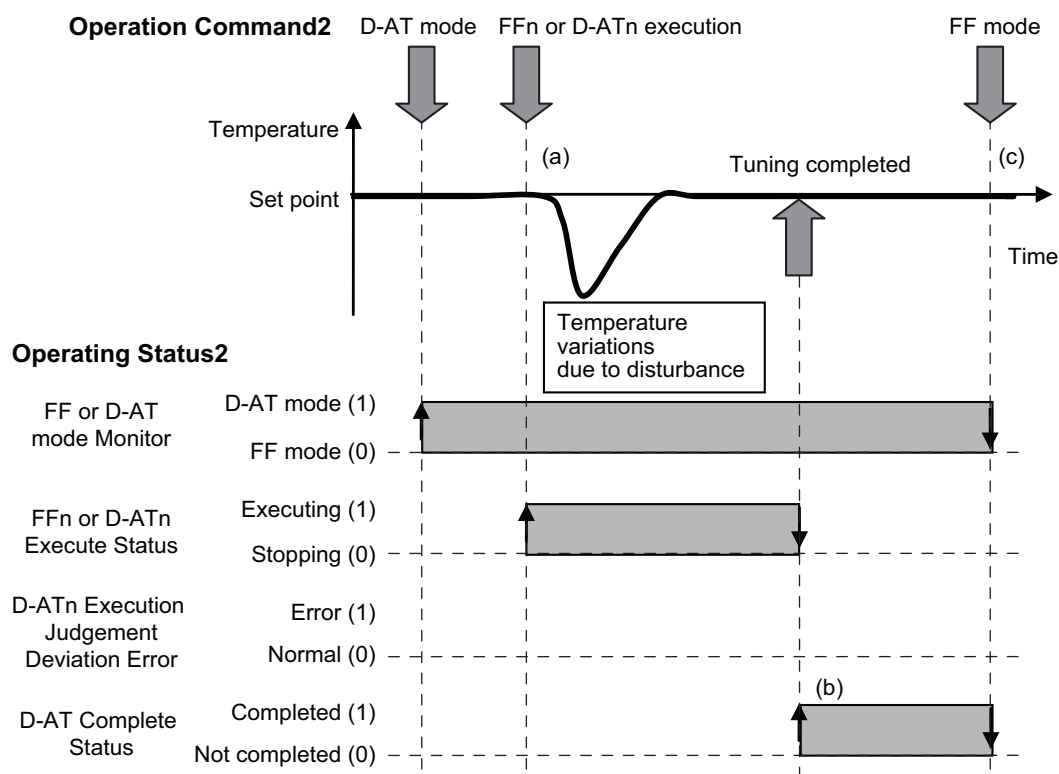 Operation Command2
D-AT mode
FFn or D-ATn execution
FF mode
Temperature
(a)
Tuning completed
(c)
Set point
Time
Temperature
variations
due to disturbance
Operating Status2
FF or D-AT
mode Monitor
D-AT mode (1)
FF mode (0)
FFn or D-ATn
Execute Status
Executing (1)
Stopping (0)
D-ATn Execution
Judgement
Deviation Error
Error (1)
Normal (0)
(b)
D-AT Complete
Status
Completed (1)
Not completed (0)